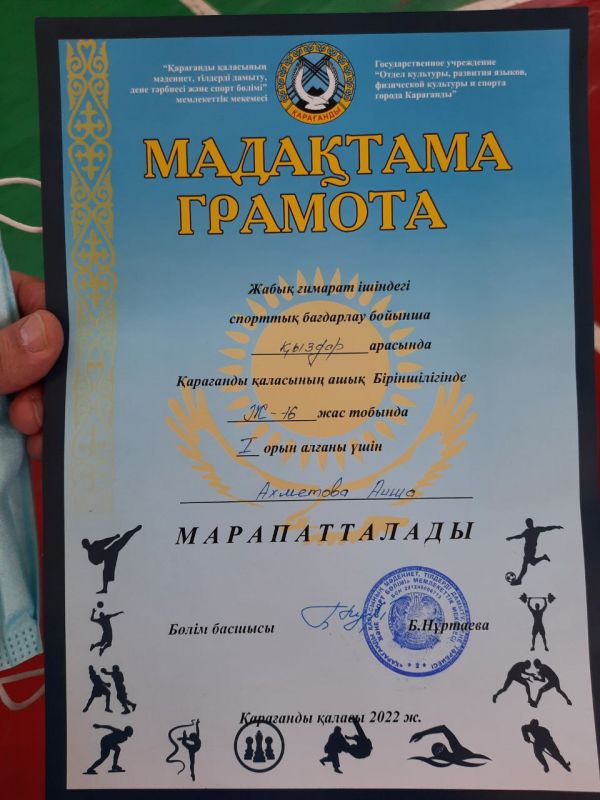 "Қарағанды қаласының
мәдениет, тілдерді дамыту,
дене тәрбиесі және спорт бөлімі"
мемлекеттік мекемесі
Государственное учреждение
"Отдел культуры, развития языков,
физической культуры и спорта
города Караганды"
ҚАРАҒАНДЫ
МАДАҚТАМА
ГРАМОТА
Жабық ғимарат ішіндегі
спорттық бағдарлау бойынша
қыздар арасында
Қарағанды қаласының ашық Біріншілігінде
Ж-16 жас тобында
I орын алғаны үшін
Ахметова Аиша
МАРАПАТТАЛАДЫ
Бөлім басшысы
Б.Нұртаева
Қарағанды қаласы 2022 ж.